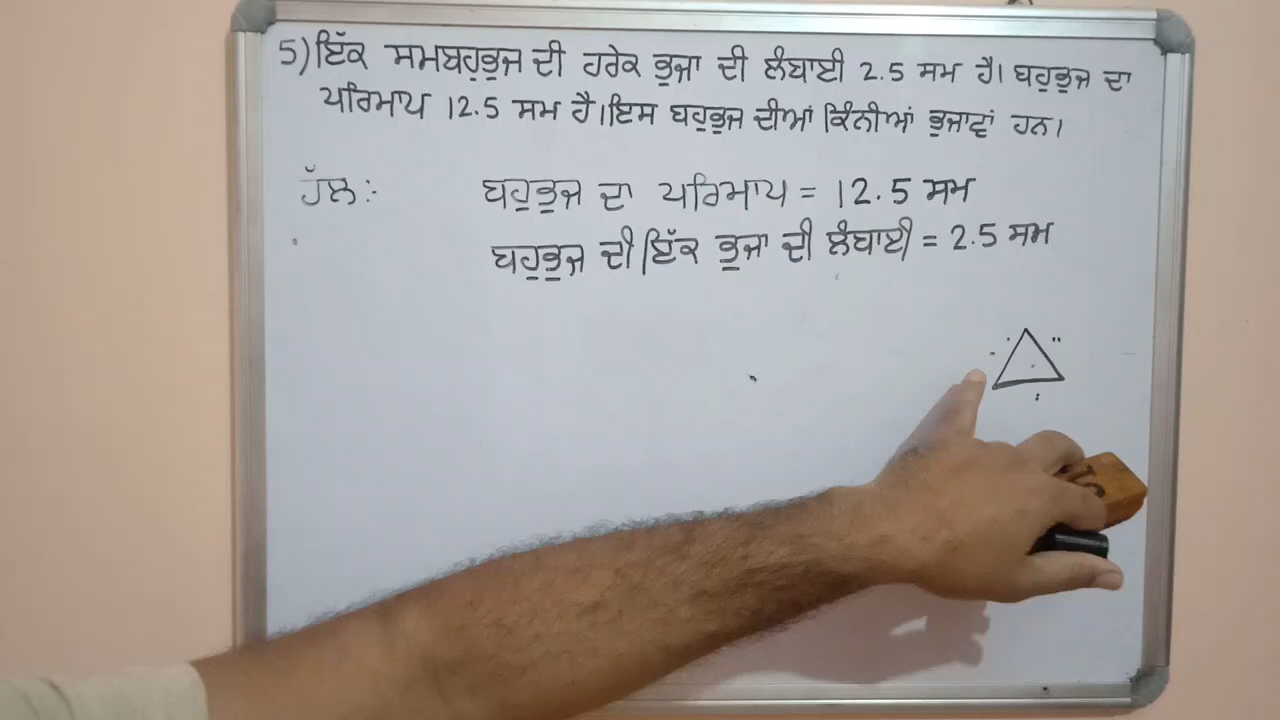 5) ਇੱਕ ਸਮਬਹੁਭੁਜ ਦੀ ਹਰੇਕ ਭੁਜਾ ਦੀ ਲੰਬਾਈ 2.5 ਸਮ ਹੈ। ਬਹੁਭੁਜ ਦਾ
ਪਰਿਮਾਪ 12.5 ਸਮ ਹੈ। ਇਸ ਬਹੁਭੁਜ ਦੀਆਂ ਕਿੰਨੀਆਂ ਭੁਜਾਵਾਂ ਹਨ।
ਹੱਲ:- ਬਹੁਭੁਜ ਦਾ ਪਰਿਮਾਪ = 12.5 ਸਮ
ਬਹੁਭੁਜ ਦੀ ਇੱਕ ਭੁਜਾ ਦੀ ਲੰਬਾਈ = 2.5 ਸਮ